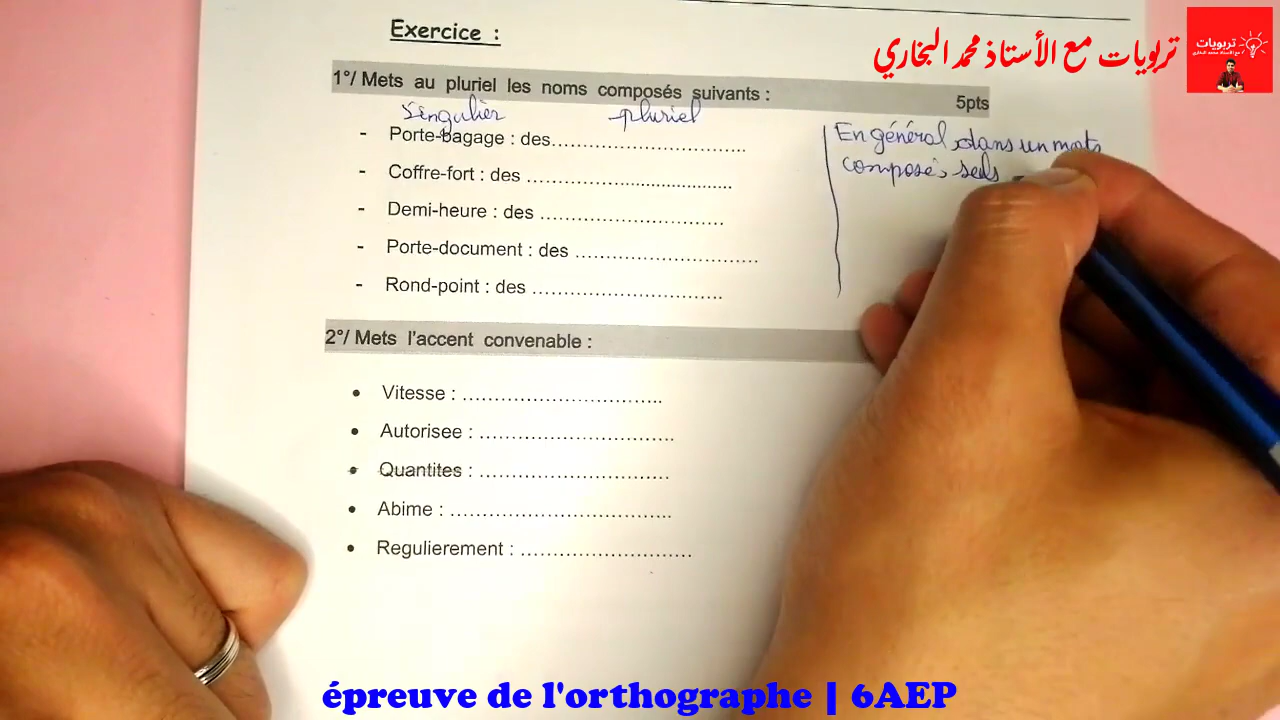 Exercice :
تربويات مع الأستاذ محمد البخاري
تربويات
1°/ Mets au pluriel les noms composés suivants :
5pts
singulier pluriel
- Porte-bagage : des.................................
- Coffre-fort : des .................................
- Demi-heure : des .................................
- Porte-document : des .................................
- Rond-point : des .................................
En général, dans un mots
composé, seuls
2°/ Mets l'accent convenable :
• Vitesse : .................................
• Autorisee : .................................
• Quantites : .................................
• Abime : .................................
• Regulierement : .................................
épreuve de l'orthographe | 6AEP